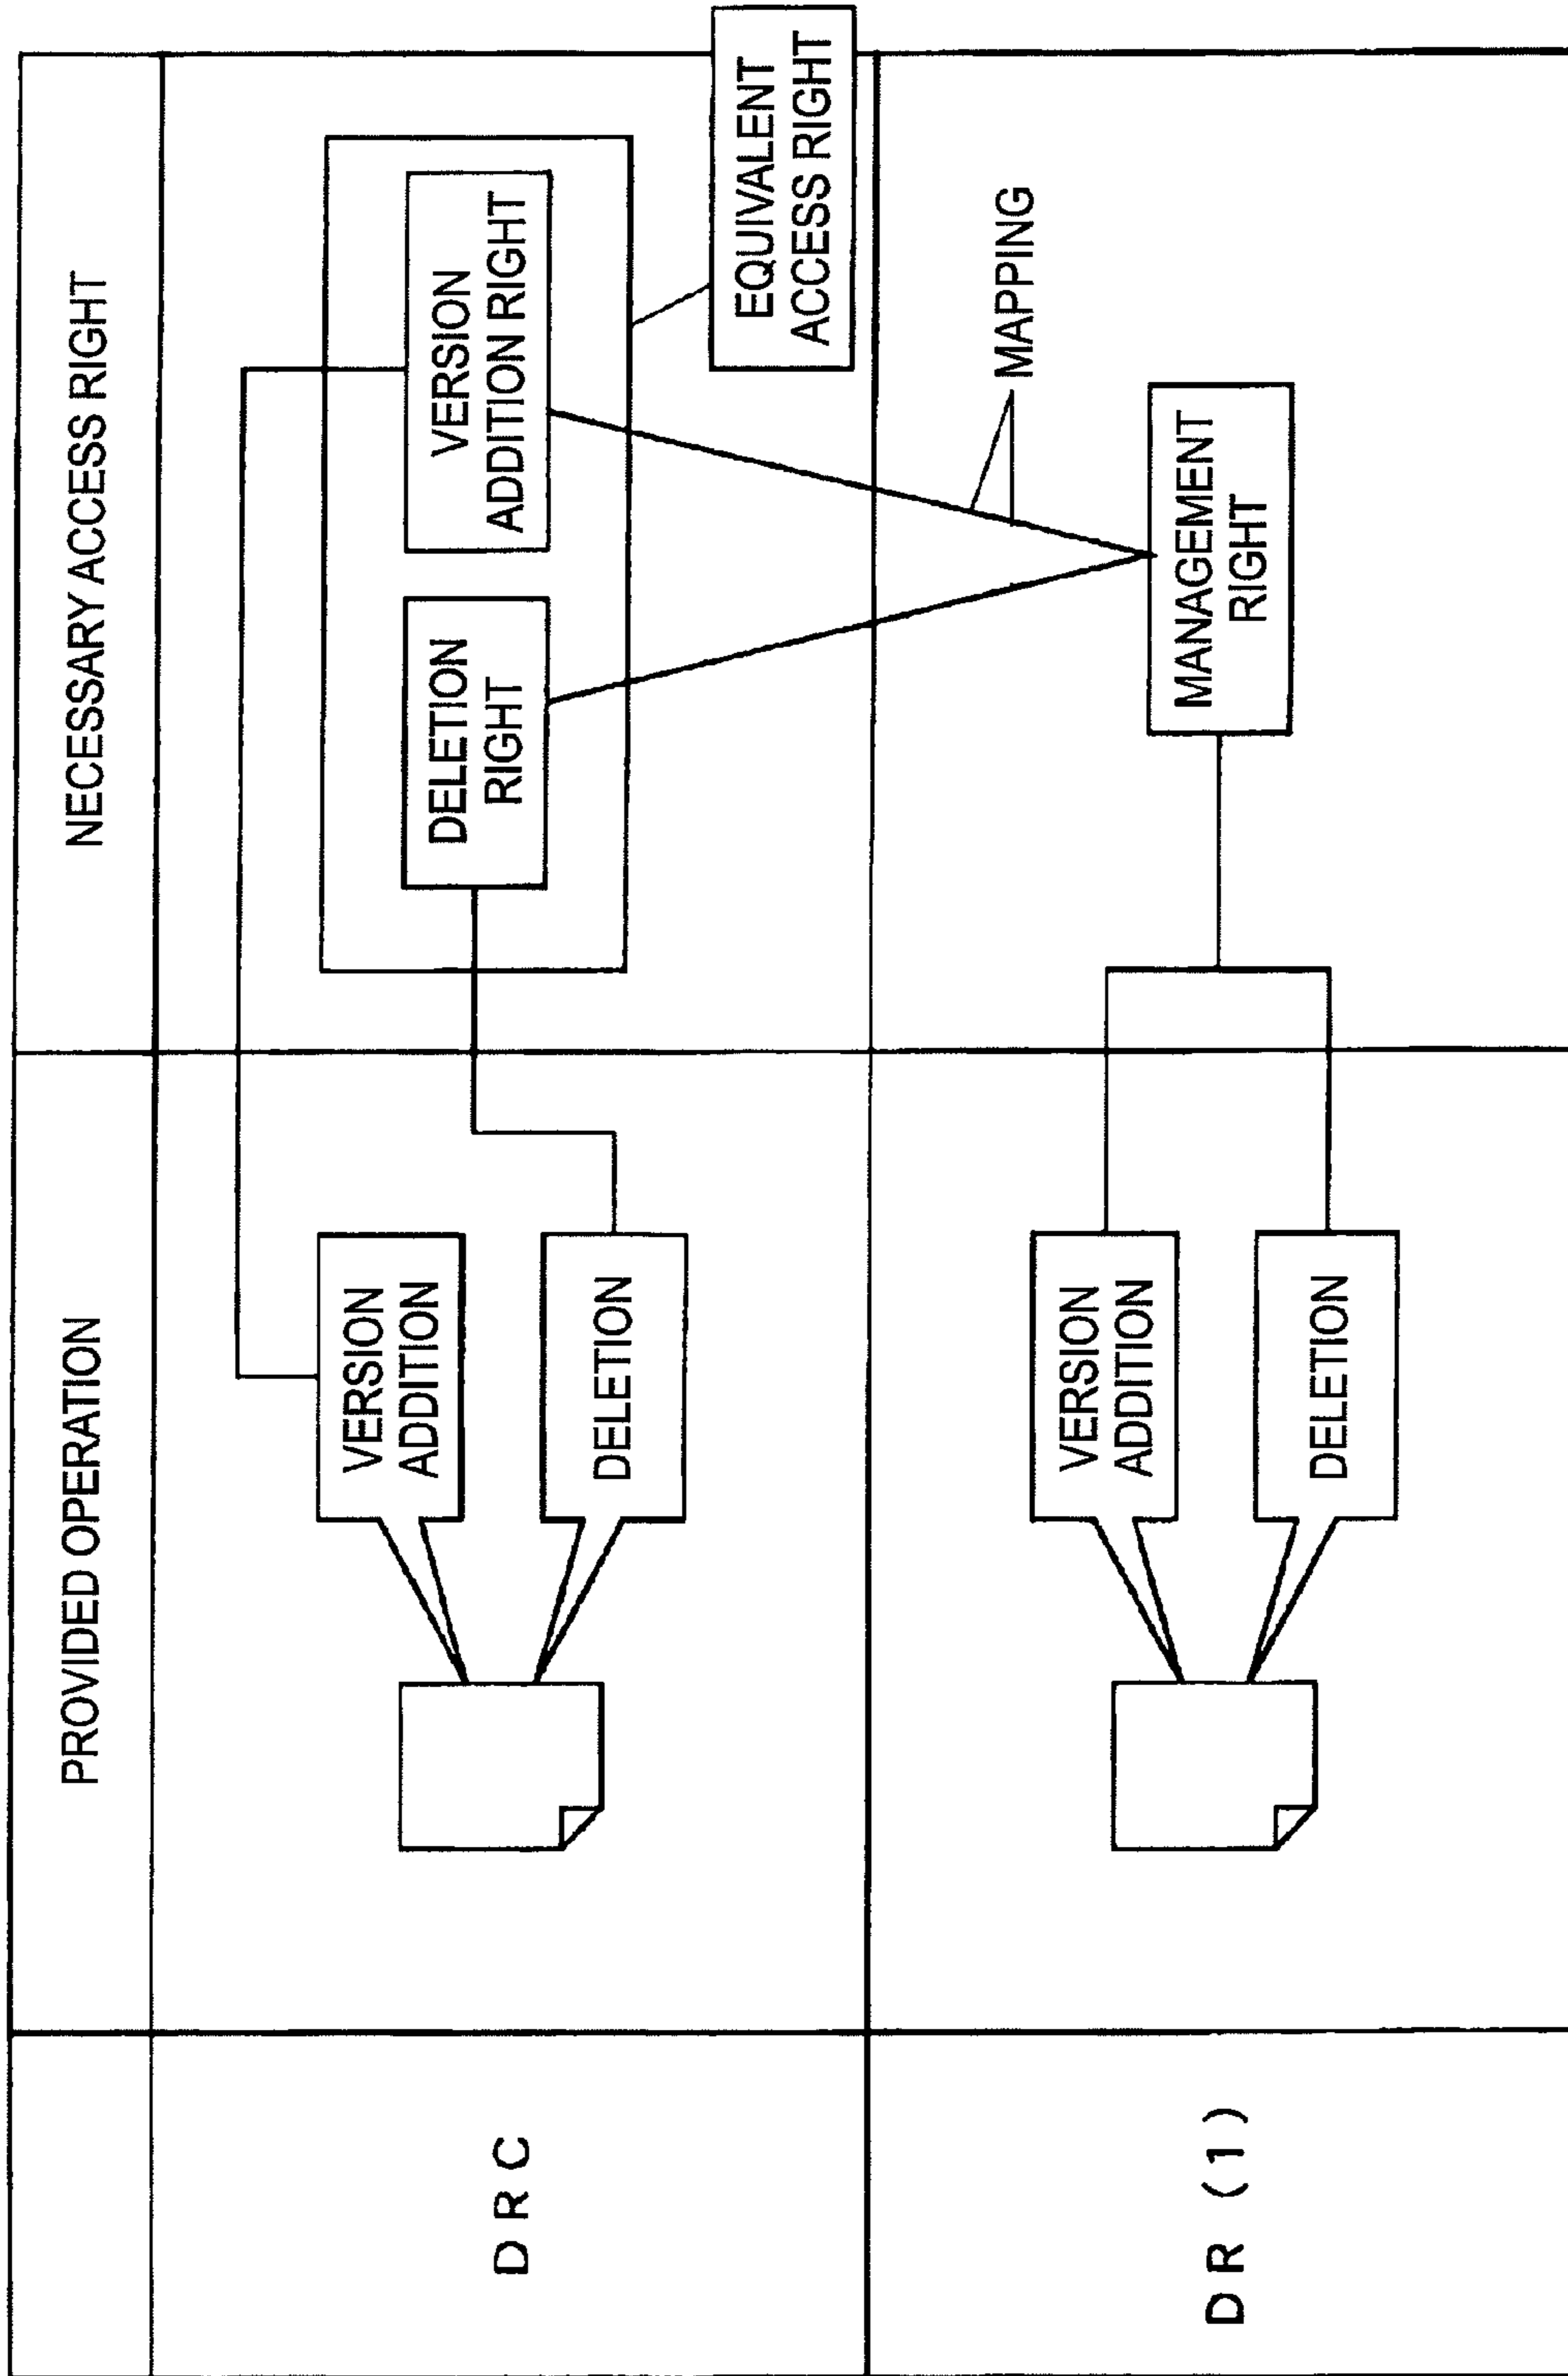 PROVIDED OPERATION
NECESSARY ACCESS RIGHT
DRC
VERSION
ADDITION
DELETION
DELETION
RIGHT
VERSION
ADDITION RIGHT
EQUIVALENT
ACCESS RIGHT
MAPPING
DR (1)
VERSION
ADDITION
DELETION
MANAGEMENT
RIGHT